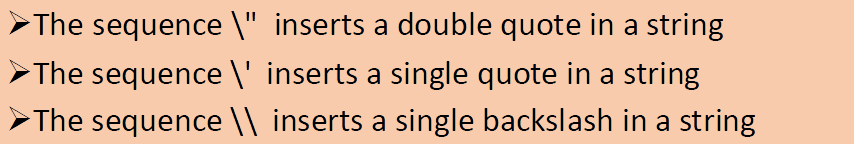 ➢The sequence \" inserts a double quote in a string
➢The sequence \' inserts a single quote in a string
➢The sequence \\ inserts a single backslash in a string